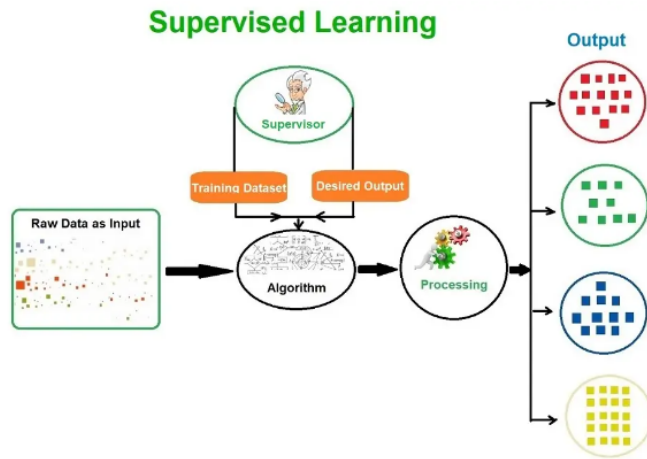 Supervised Learning
Output
Supervisor
Training Dataset
Desired Output
Raw Data as Input
Algorithm
Processing